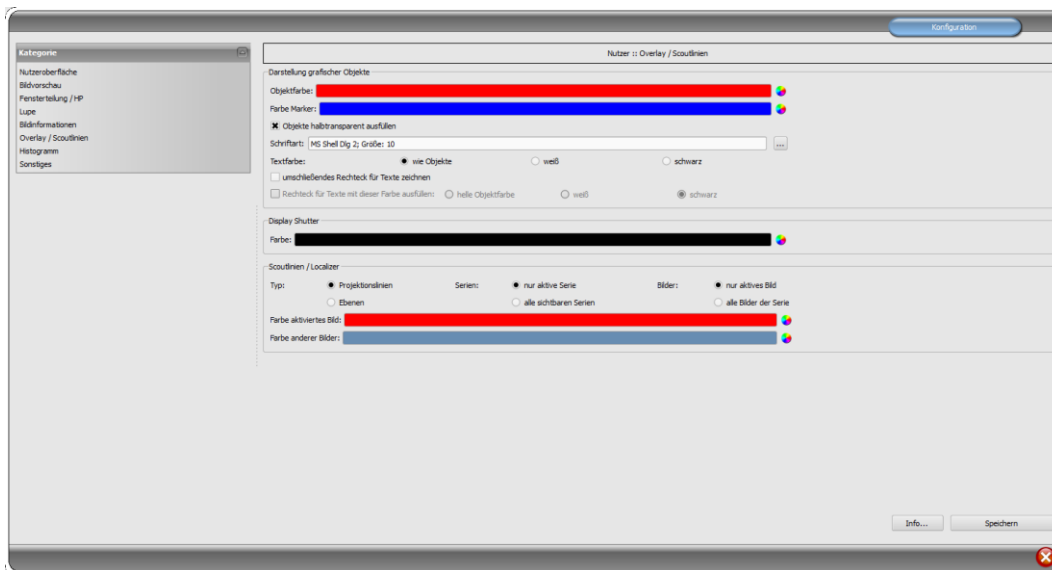 Konfiguration
Kategorie
Nutzeroberfläche
Bildvorschau
Fensterteilung / HP
Lupe
Bildinformationen
Overlay / Scoutlinien
Histogramm
Sonstiges
Nutzer :: Overlay / Scoutlinien
Darstellung grafischer Objekte
Objektfarbe:
Farbe Marker:
Objekte halbtransparent ausfüllen
Schriftart: MS Shell Dlg 2; Größe: 10 ...
Textfarbe: wie Objekte weiß schwarz
umschließendes Rechteck für Texte zeichnen
Rechteck für Texte mit dieser Farbe ausfüllen: helle Objektfarbe weiß schwarz
Display Shutter
Farbe:
Scoutlinien / Localizer
Typ: Projektionslinien Serien: nur aktive Serie Bilder: nur aktives Bild
Ebenen alle sichtbaren Serien alle Bilder der Serie
Farbe aktiviertes Bild:
Farbe anderer Bilder:
Info... Speichern